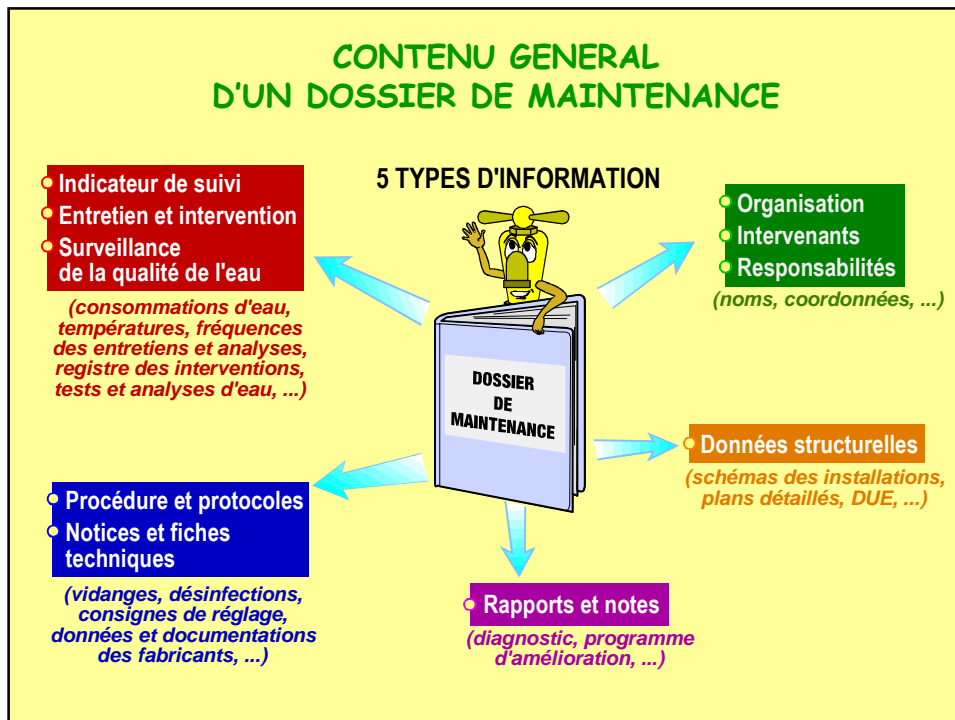 CONTENU GENERAL
D'UN DOSSIER DE MAINTENANCE
5 TYPES D'INFORMATION
Indicateur de suivi
Entretien et intervention
Surveillance
de la qualité de l'eau
(consommations d'eau,
températures, fréquences
des entretiens et analyses,
registre des interventions,
tests et analyses d'eau, ...)
Organisation
Intervenants
Responsabilités
(noms, coordonnées, ...)
DOSSIER
DE
MAINTENANCE
Données structurelles
(schémas des installations,
plans détaillés, DUE, ...)
Procédure et protocoles
Notices et fiches
techniques
(vidanges, désinfections,
consignes de réglage,
données et documentations
des fabricants, ...)
Rapports et notes
(diagnostic, programme
d'amélioration, ...)